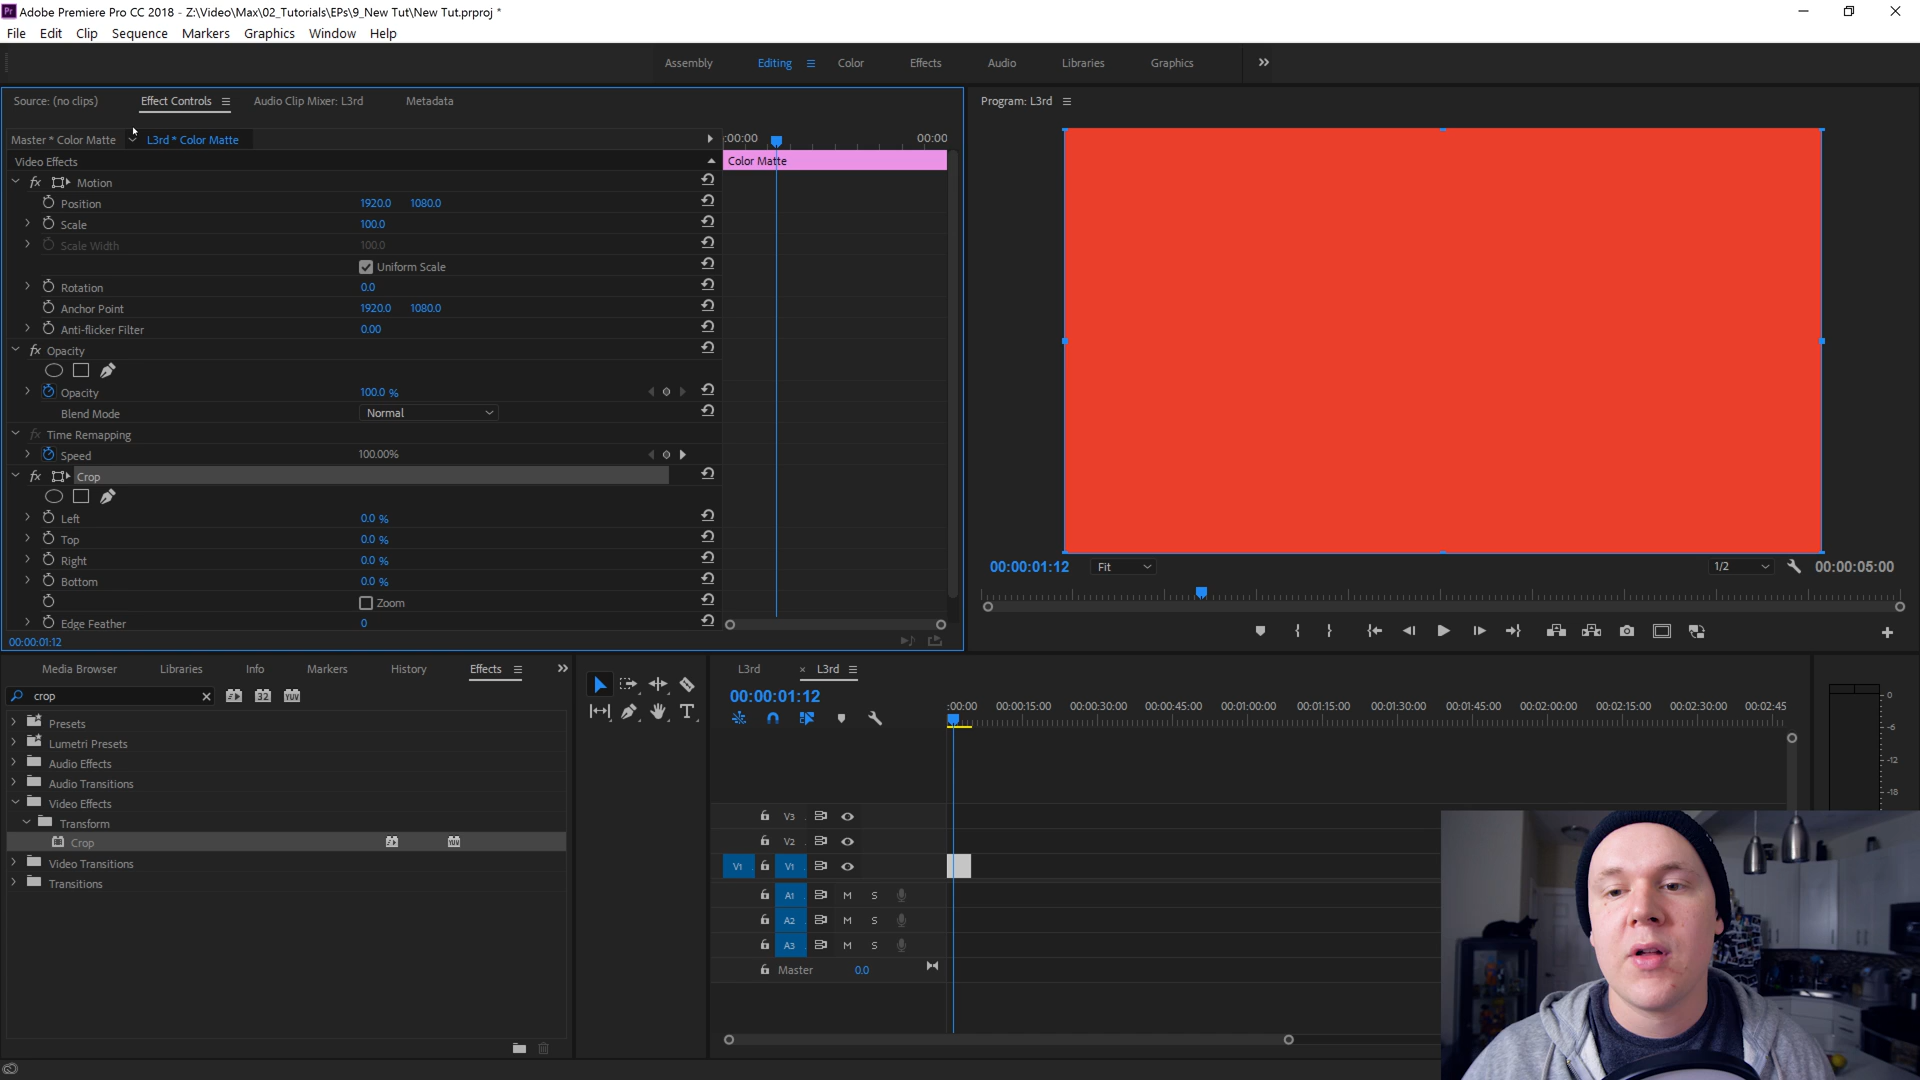 Adobe Premiere Pro CC 2018 - Z:\Video\Max\02_Tutorials\EPs\9_New Tut\New Tut.prproj *
File Edit Clip Sequence Markers Graphics Window Help
Assembly Editing Color Effects Audio Libraries Graphics
Source: (no clips) Effect Controls Audio Clip Mixer: L3rd Metadata
Program: L3rd
Master * Color Matte L3rd * Color Matte :00:00 00:00
Video Effects Color Matte
fx Motion
Position 1920.0 1080.0
Scale 100.0
Scale Width 100.0
Uniform Scale
Rotation 0.0
Anchor Point 1920.0 1080.0
Anti-flicker Filter 0.00
fx Opacity
Opacity 100.0 %
Blend Mode Normal
fx Time Remapping
Speed 100.00%
fx Crop
Left 0.0 %
Top 0.0 %
Right 0.0 %
Bottom 0.0 %
Zoom
Edge Feather 0
00:00:01:12
00:00:01:12 Fit 1/2 00:00:05:00
Media Browser Libraries Info Markers History Effects
crop 32 YUV
Presets
Lumetri Presets
Audio Effects
Audio Transitions
Video Effects
Transform
Crop YUV
Video Transitions
Transitions
L3rd × L3rd
00:00:01:12
:00:00 00:00:15:00 00:00:30:00 00:00:45:00 00:01:00:00 00:01:15:00 00:01:30:00 00:01:45:00 00:02:00:00 00:02:15:00 00:02:30:00 00:02:45
V3
V2
V1 V1
A1 M S
A2 M S
A3 M S
Master 0.0
0
-6
-12
-18